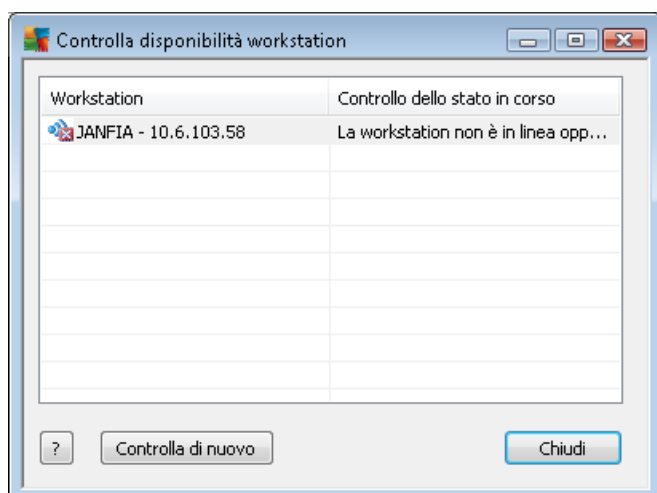 Controlla disponibilità workstation
Workstation Controllo dello stato in corso
JANFIA - 10.6.103.58 La workstation non è in linea opp...
? Controlla di nuovo Chiudi